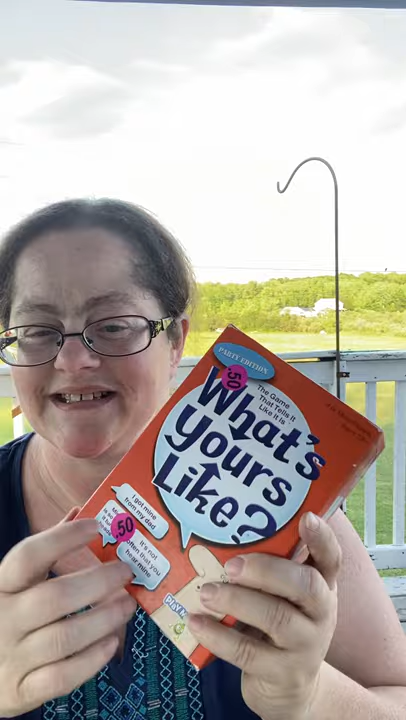 PARTY EDITION
.50
The Game
That Tells It
Like It Is
What's
Yours
Like?
I got mine
from my dad
.50
It's not
often that you
hear mine